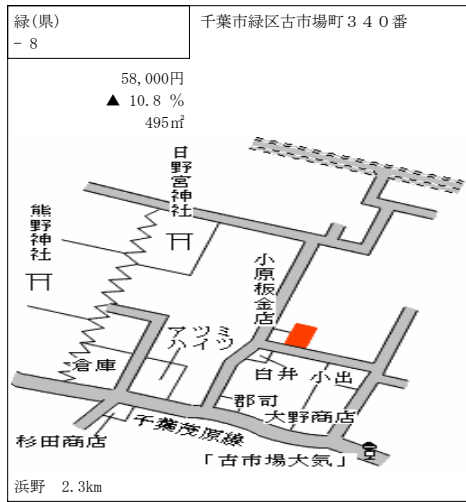 緑(県)
- 8
千葉市緑区古市場町３４０番
58,000円
▲ 10.8 %
495㎡
日野宮神社
熊野神社
小原板金店
アツミハイツ
倉庫
白井
小出
郡司
大野商店
千葉茂原線
杉田商店
「古市場大気」
浜野 2.3km